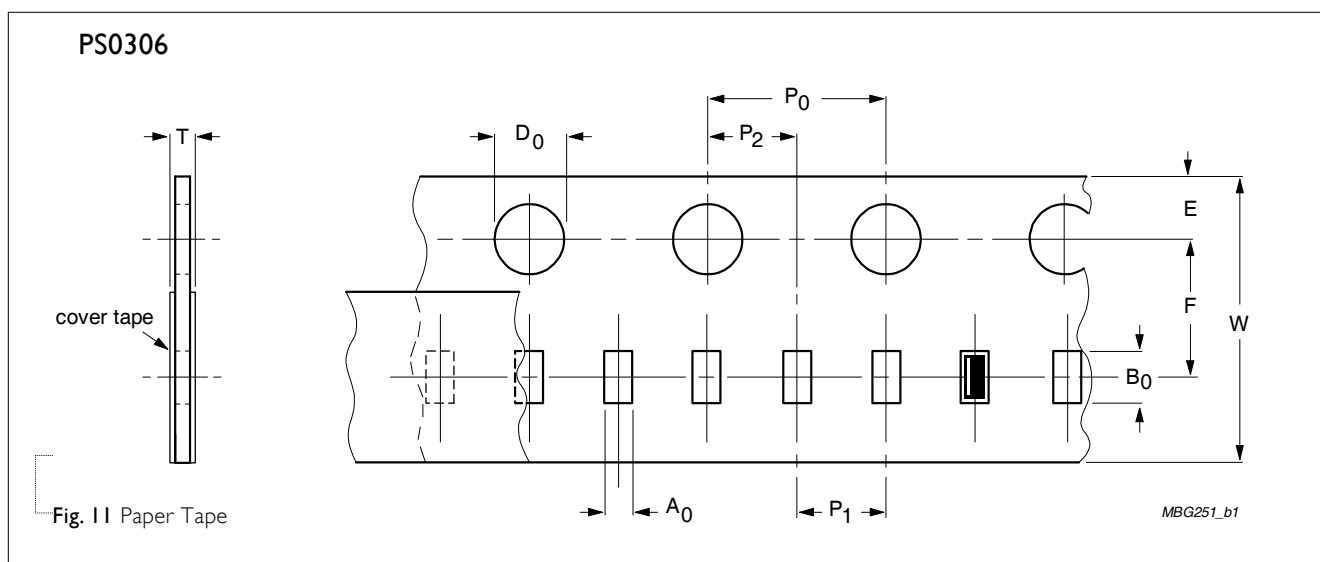 PS0306
P0
T
D0
P2
E
F
W
cover tape
B0
A0
P1
MBG251_b1
Fig. 11 Paper Tape